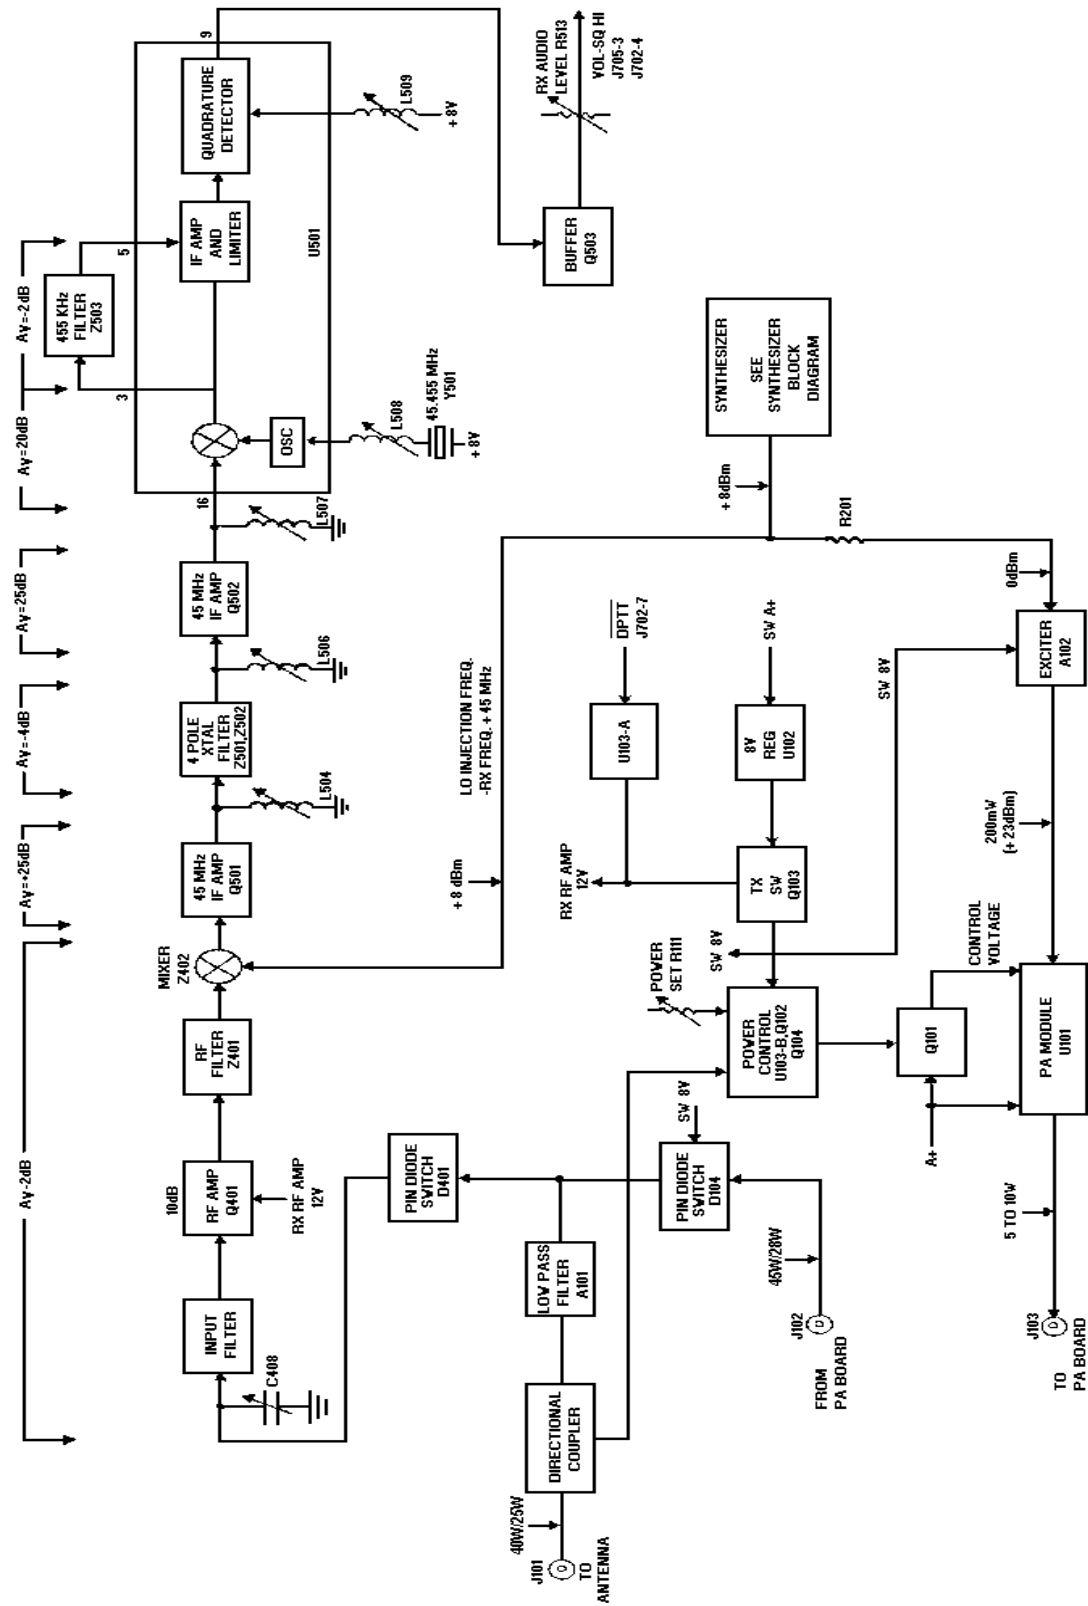 Ay-2dB
Ay=+25dB
Ay=-4dB
Ay=25dB
Ay=20dB
Ay=-2dB
INPUT
FILTER
C408
10dB
RF AMP
Q401
RX RF AMP
12V
RF
FILTER
Z401
MIXER
Z402
45 MHz
IF AMP
Q501
L504
4 POLE
XTAL
FILTER
Z501,Z502
L506
45 MHz
IF AMP
Q502
L507
16
3
455 KHz
FILTER
Z503
5
OSC
L508
45.455 MHz
Y501
+8V
IF AMP
AND
LIMITER
U501
QUADRATURE
DETECTOR
9
L509
+8V
BUFFER
Q503
RX AUDIO
LEVEL R513
VOL-SQ HI
J705-3
J702-4
PIN DIODE
SWITCH
D401
+8 dBm
LO INJECTION FREQ.
-RX FREQ. + 45 MHz
SYNTHESIZER
SEE
SYNTHESIZER
BLOCK
DIAGRAM
+8dBm
R201
0dBm
J101
TO
ANTENNA
40W/25W
DIRECTIONAL
COUPLER
LOW PASS
FILTER
A101
PIN DIODE
SWITCH
D104
SW 8V
45W/28W
J102
FROM
PA BOARD
POWER
SET R111
POWER
CONTROL
U103-B,Q102
Q104
SW 8V
RX RF AMP
12V
TX
SW
Q103
U103-A
DPTT
J702-7
8V
REG
U102
SW A+
SW 8V
EXCITER
A102
200mW
(+23dBm)
Q101
A+
CONTROL
VOLTAGE
PA MODULE
U101
5 TO 10W
J103
TO
PA BOARD